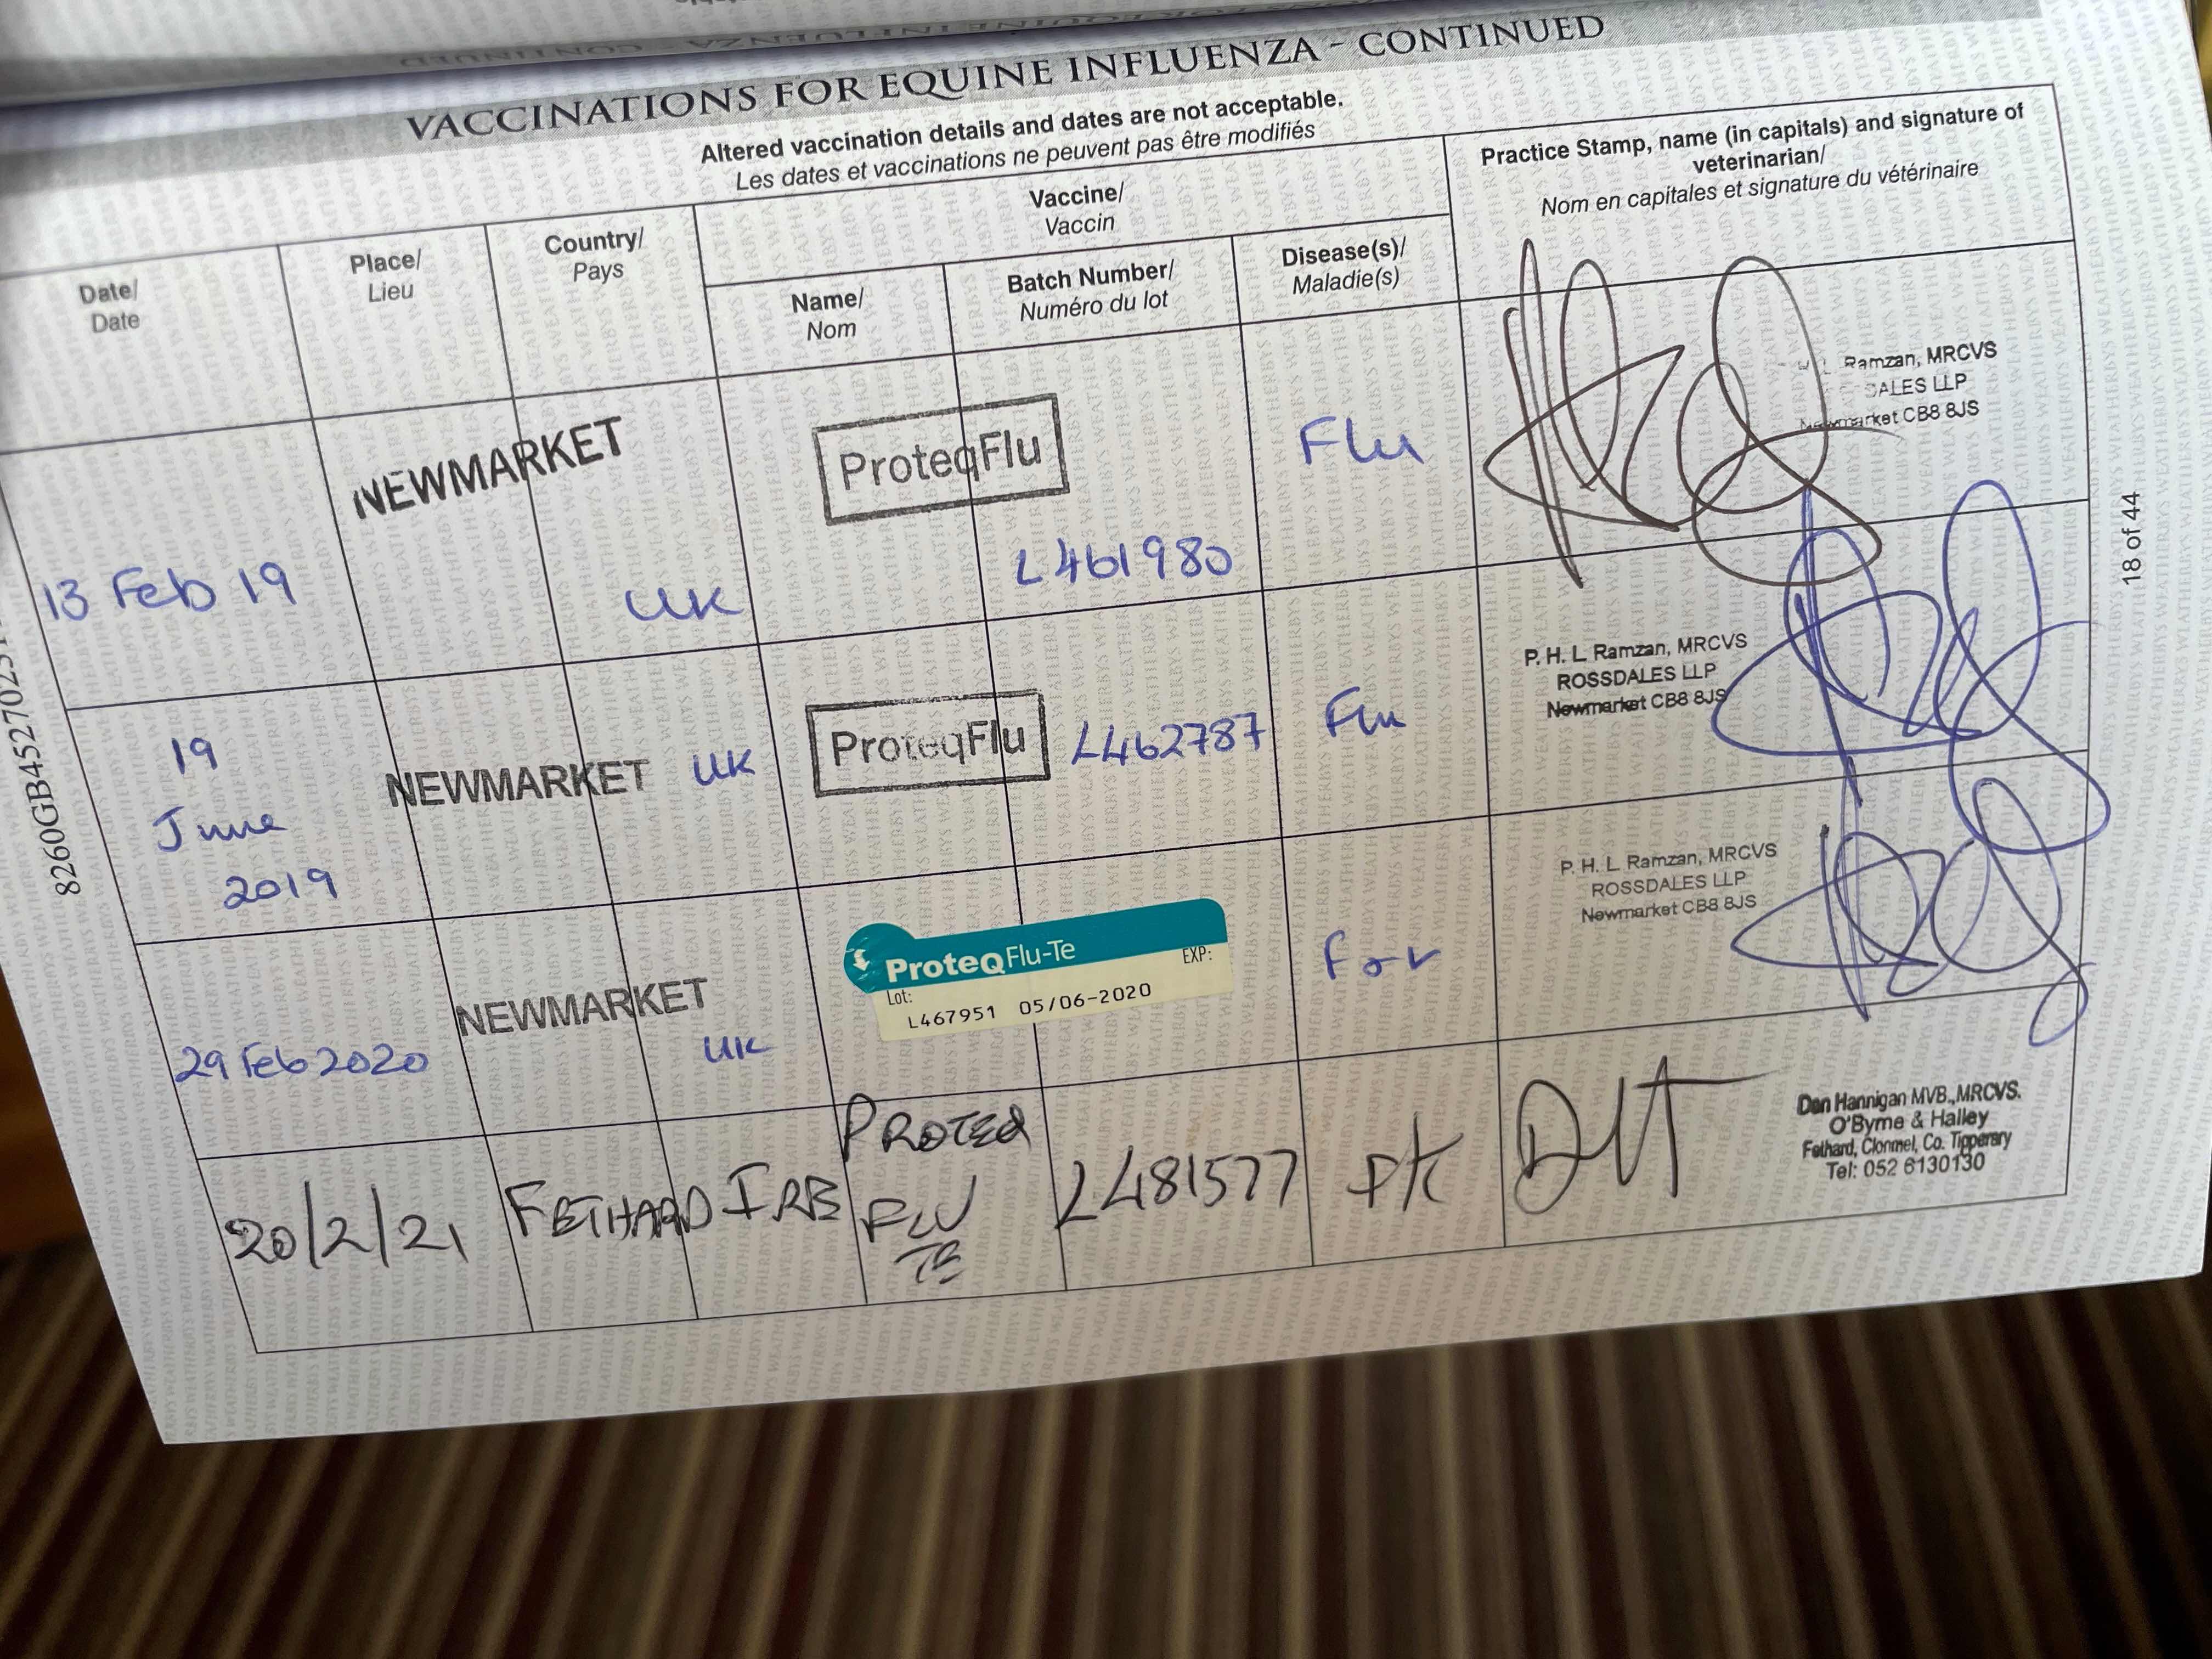 VACCINATIONS FOR EQUINE INFLUENZA - CONTINUED
Altered vaccination details and dates are not acceptable.
Les dates et vaccinations ne peuvent pas être modifiés
Date/
Date
Place/
Lieu
Country/
Pays
Vaccine/
Vaccin
Name/
Nom
Batch Number/
Numéro du lot
Disease(s)/
Maladie(s)
Practice Stamp, name (in capitals) and signature of
veterinarian/
Nom en capitales et signature du vétérinaire
13 Feb 19
NEWMARKET
UK
ProteqFlu
L461980
Flu
L Ramzan, MRCVS
DALES LLP
Newmarket CB8 8JS
19
June
2019
NEWMARKET
UK
ProteqFlu
L462787
Flu
P. H. L. Ramzan, MRCVS
ROSSDALES LLP
Newmarket CB8 8JS
29 Feb 2020
NEWMARKET
UK
ProteqFlu-Te
Lot:
EXP:
L467951 05/06-2020
P. H. L. Ramzan, MRCVS
ROSSDALES LLP
Newmarket CB8 8JS
20/2/21
FETHARD
IRE
PROTEQ
FLU
TE
L481577
Dan Hannigan MVB.,MRCVS.
O'Byrne & Halley
Fethard, Clonmel, Co. Tipperary
Tel: 052 6130130
18 of 44